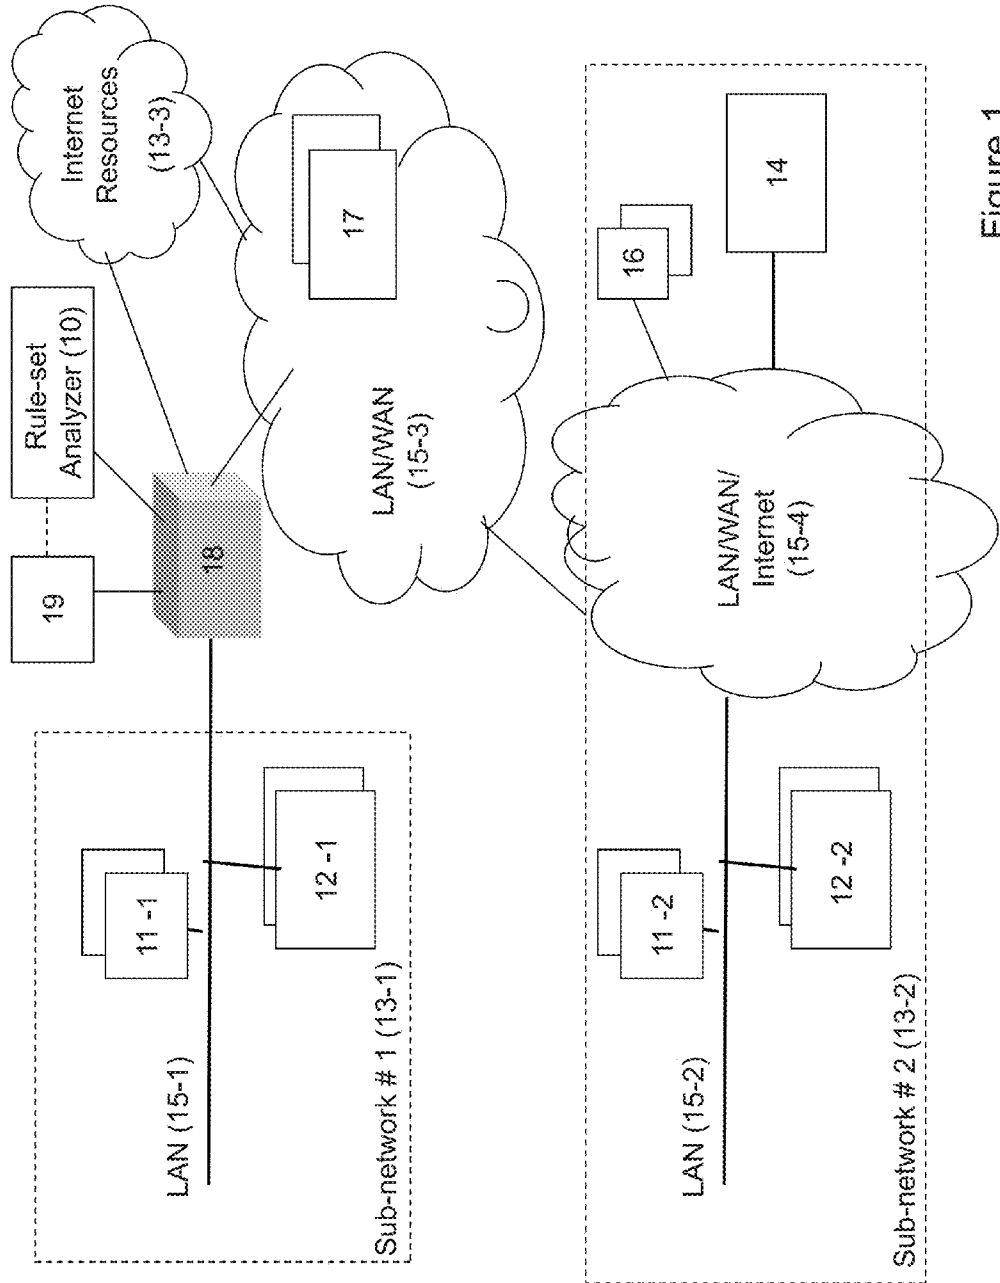 Internet
Resources
(13-3)
Rule-set
Analyzer (10)
19
18
17
LAN/WAN
(15-3)
11 -1
12 -1
LAN (15-1)
Sub-network # 1 (13-1)
16
14
LAN/WAN/
Internet
(15-4)
11 -2
12 -2
LAN (15-2)
Sub-network # 2 (13-2)
Figure 1